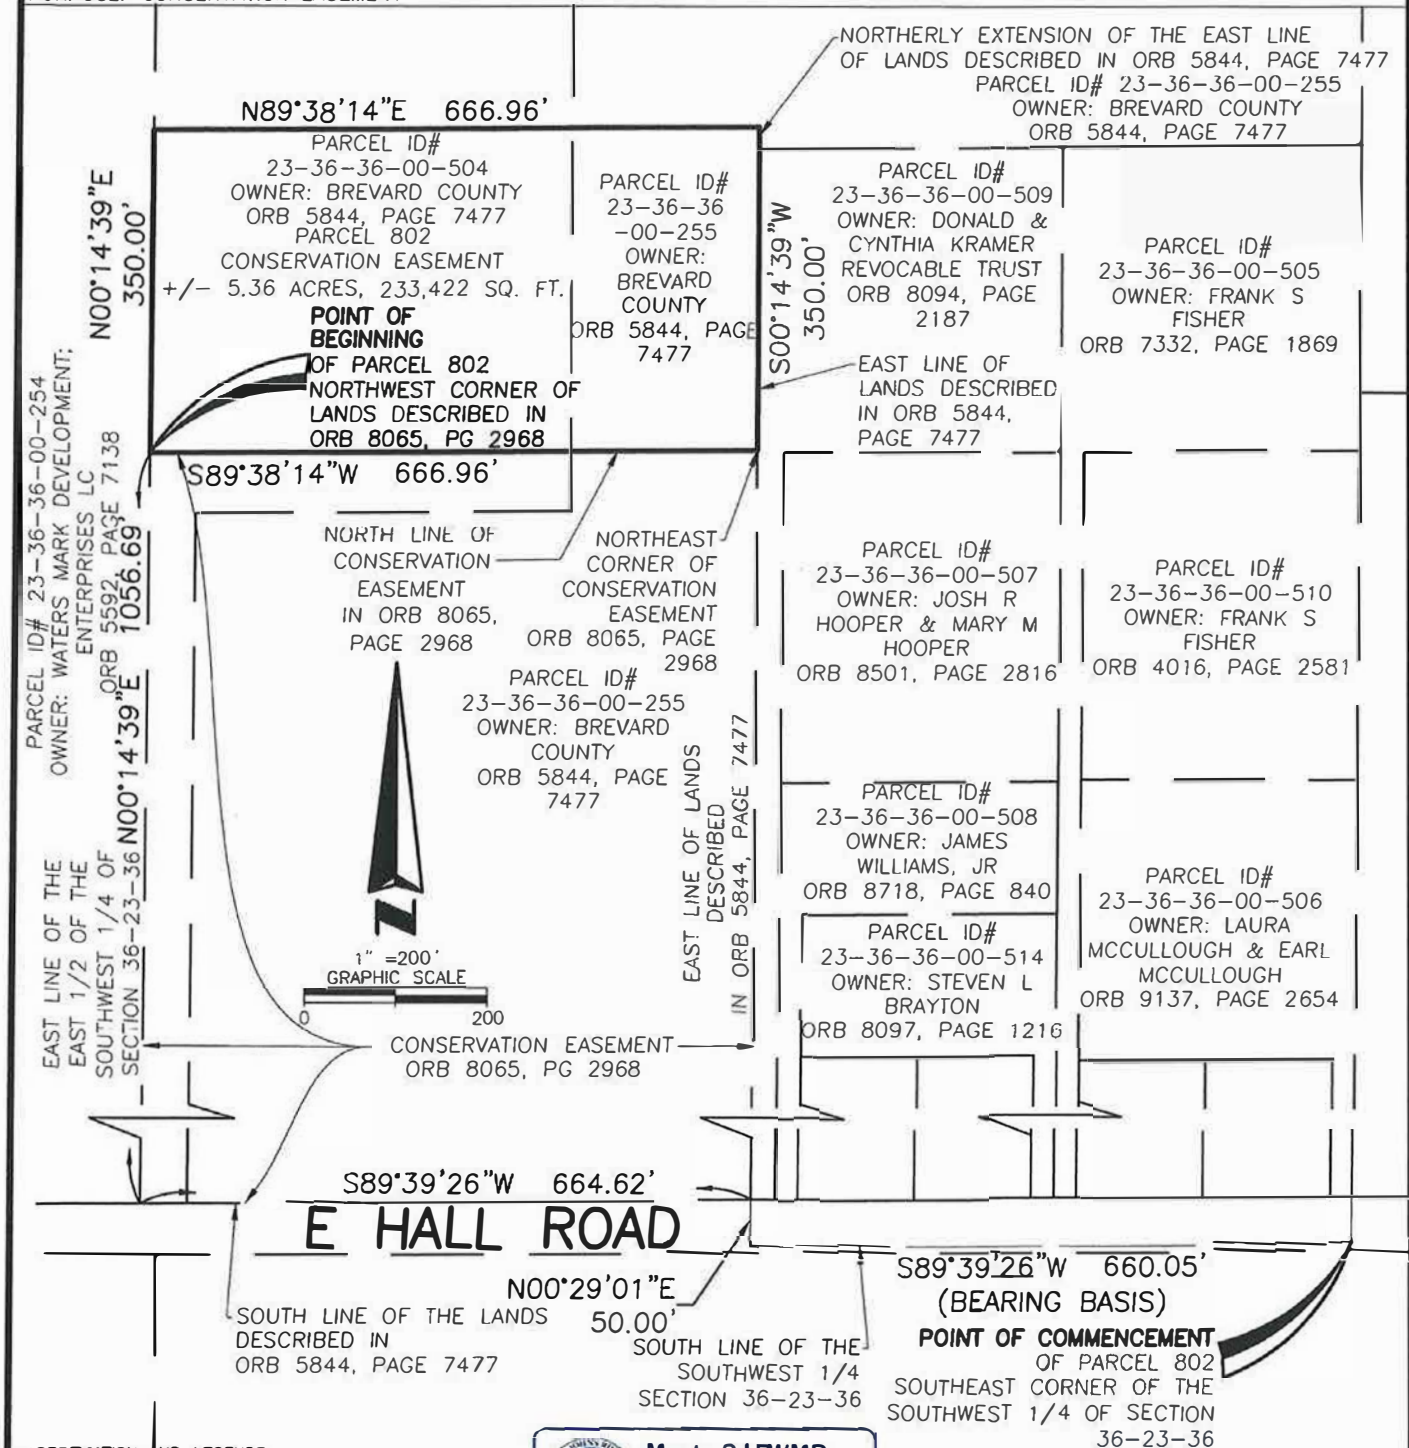 NORTHERLY EXTENSION OF THE EAST LINE
OF LANDS DESCRIBED IN ORB 5844, PAGE 7477
PARCEL ID# 23-36-36-00-255
OWNER: BREVARD COUNTY
ORB 5844, PAGE 7477
N89°38'14"E 666.96'
PARCEL ID#
23-36-36-00-504
OWNER: BREVARD COUNTY
ORB 5844, PAGE 7477
PARCEL 802
CONSERVATION EASEMENT
+/- 5.36 ACRES, 233,422 SQ. FT.
POINT OF
BEGINNING
OF PARCEL 802
NORTHWEST CORNER OF
LANDS DESCRIBED IN
ORB 8065, PG 2968
N00°14'39"E
350.00'
PARCEL ID#
23-36-36
-00-255
OWNER:
BREVARD
COUNTY
ORB 5844, PAGE
7477
S00°14'39"W
350.00'
PARCEL ID#
23-36-36-00-509
OWNER: DONALD &
CYNTHIA KRAMER
REVOCABLE TRUST
ORB 8094, PAGE
2187
EAST LINE OF
LANDS DESCRIBED
IN ORB 5844,
PAGE 7477
PARCEL ID#
23-36-36-00-505
OWNER: FRANK S
FISHER
ORB 7332, PAGE 1869
PARCEL ID# 23-36-36-00-254
OWNER: WATERS MARK DEVELOPMENT;
ENTERPRISES LC
ORB 5592, PAGE 7138
S89°38'14"W 666.96'
N00°14'39"E 1056.69'
NORTH LINE OF
CONSERVATION
EASEMENT
IN ORB 8065,
PAGE 2968
NORTHEAST
CORNER OF
CONSERVATION
EASEMENT
ORB 8065, PAGE
2968
PARCEL ID#
23-36-36-00-255
OWNER: BREVARD
COUNTY
ORB 5844, PAGE
7477
PARCEL ID#
23-36-36-00-507
OWNER: JOSH R
HOOPER & MARY M
HOOPER
ORB 8501, PAGE 2816
PARCEL ID#
23-36-36-00-510
OWNER: FRANK S
FISHER
ORB 4016, PAGE 2581
EAST LINE OF LANDS
DESCRIBED
IN ORB 5844, PAGE 7477
PARCEL ID#
23-36-36-00-508
OWNER: JAMES
WILLIAMS, JR
ORB 8718, PAGE 840
PARCEL ID#
23-36-36-00-514
OWNER: STEVEN L
BRAYTON
ORB 8097, PAGE 1216
PARCEL ID#
23-36-36-00-506
OWNER: LAURA
MCCULLOUGH & EARL
MCCULLOUGH
ORB 9137, PAGE 2654
EAST LINE OF THE
EAST 1/2 OF THE
SOUTHWEST 1/4 OF
SECTION 36-23-36
N
1" =200'
GRAPHIC SCALE
0 200
CONSERVATION EASEMENT
ORB 8065, PG 2968
S89°39'26"W 664.62'
E HALL ROAD
N00°29'01"E
50.00'
S89°39'26"W 660.05'
(BEARING BASIS)
SOUTH LINE OF THE LANDS
DESCRIBED IN
ORB 5844, PAGE 7477
SOUTH LINE OF THE
SOUTHWEST 1/4
SECTION 36-23-36
POINT OF COMMENCEMENT
OF PARCEL 802
SOUTHEAST CORNER OF THE
SOUTHWEST 1/4 OF SECTION
36-23-36